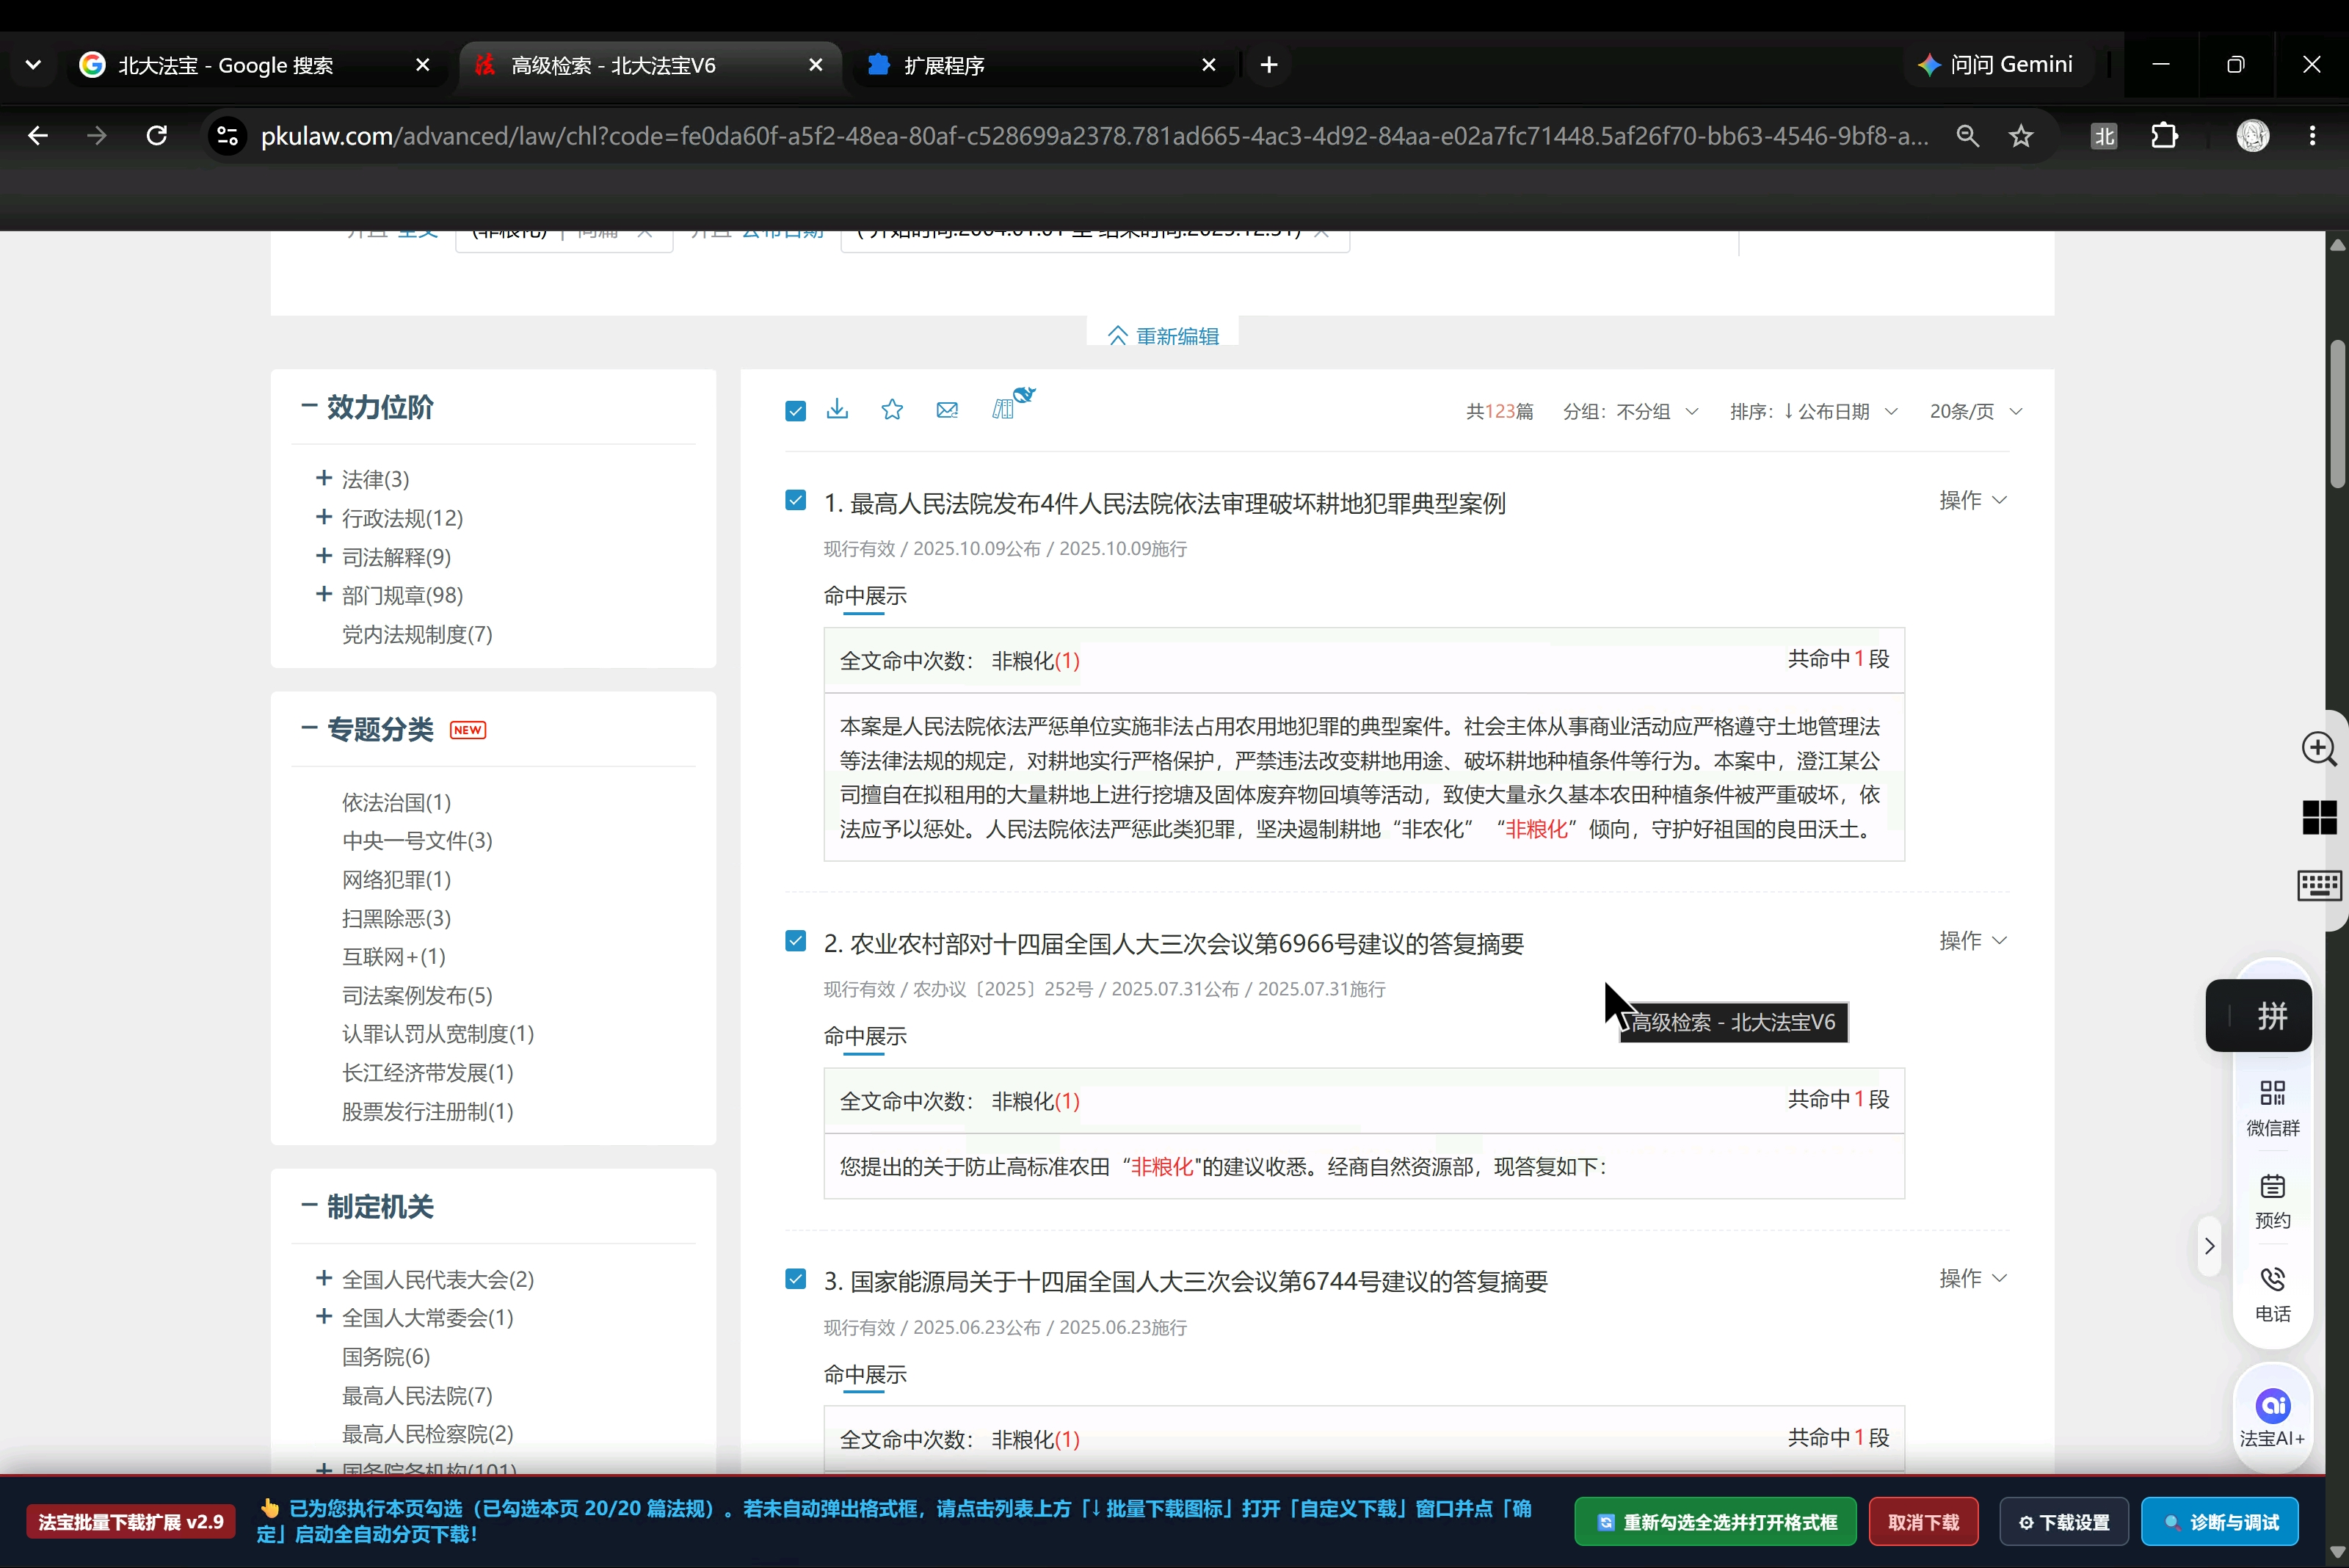 北大法宝 - Google 搜索
高级检索 - 北大法宝V6
扩展程序
问问 Gemini
pkulaw.com/advanced/law/chl?code=fe0da60f-a5f2-48ea-80af-c528699a2378.781ad665-4ac3-4d92-84aa-e02a7fc71448.5af26f70-bb63-4546-9bf8-a...
北
并且 全文 (非粮化) | 同篇 并且 公布日期 (开始时间:2004.01.01 至 结束时间:2025.12.31)
重新编辑
效力位阶
法律(3)
行政法规(12)
司法解释(9)
部门规章(98)
党内法规制度(7)
专题分类 NEW
依法治国(1)
中央一号文件(3)
网络犯罪(1)
扫黑除恶(3)
互联网+(1)
司法案例发布(5)
认罪认罚从宽制度(1)
长江经济带发展(1)
股票发行注册制(1)
制定机关
全国人民代表大会(2)
全国人大常委会(1)
国务院(6)
最高人民法院(7)
最高人民检察院(2)
国务院各机构(101)
共123篇 分组：不分组 排序：↓公布日期 20条/页
1. 最高人民法院发布4件人民法院依法审理破坏耕地犯罪典型案例 操作
现行有效 / 2025.10.09公布 / 2025.10.09施行
命中展示
全文命中次数： 非粮化(1) 共命中1段
本案是人民法院依法严惩单位实施非法占用农用地犯罪的典型案件。社会主体从事商业活动应严格遵守土地管理法
等法律法规的规定，对耕地实行严格保护，严禁违法改变耕地用途、破坏耕地种植条件等行为。本案中，澄江某公
司擅自在拟租用的大量耕地上进行挖塘及固体废弃物回填等活动，致使大量永久基本农田种植条件被严重破坏，依
法应予以惩处。人民法院依法严惩此类犯罪，坚决遏制耕地“非农化” “非粮化”倾向，守护好祖国的良田沃土。
2. 农业农村部对十四届全国人大三次会议第6966号建议的答复摘要 操作
现行有效 / 农办议〔2025〕252号 / 2025.07.31公布 / 2025.07.31施行
高级检索 - 北大法宝V6
命中展示
全文命中次数： 非粮化(1) 共命中1段
您提出的关于防止高标准农田“非粮化"的建议收悉。经商自然资源部，现答复如下：
3. 国家能源局关于十四届全国人大三次会议第6744号建议的答复摘要 操作
现行有效 / 2025.06.23公布 / 2025.06.23施行
命中展示
全文命中次数： 非粮化(1) 共命中1段
拼
微信群
预约
电话
ai
法宝AI+
法宝批量下载扩展 v2.9
👆 已为您执行本页勾选（已勾选本页 20/20 篇法规）。若未自动弹出格式框，请点击列表上方「↓批量下载图标」打开「自定义下载」窗口并点「确
定」启动全自动分页下载！
🔄 重新勾选全选并打开格式框
取消下载
⚙ 下载设置
🔍 诊断与调试